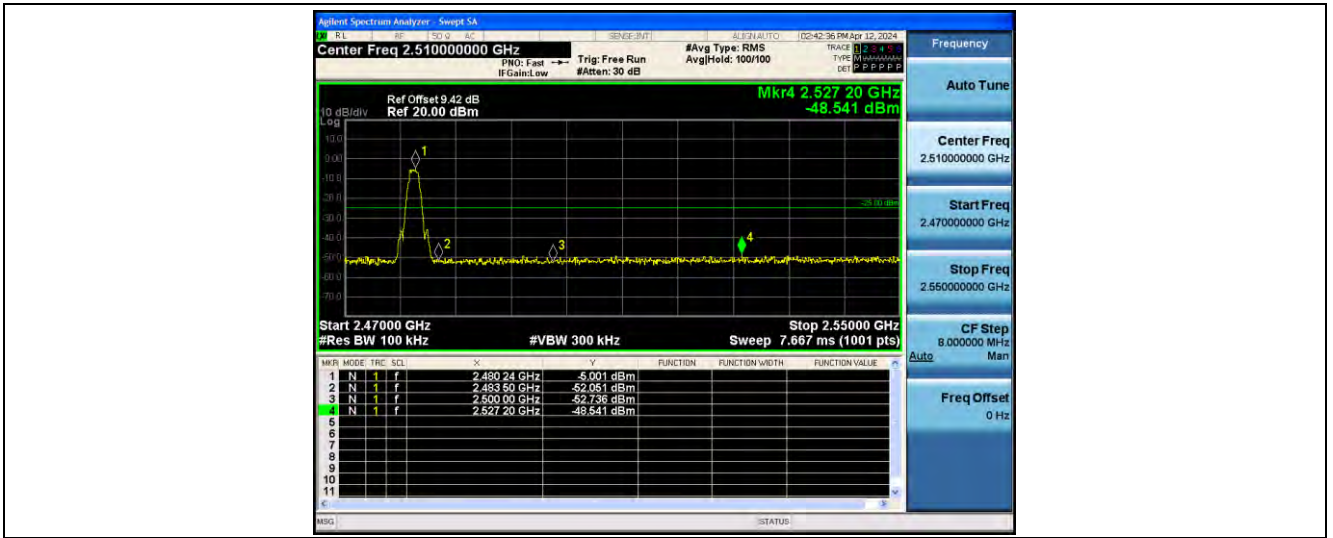 Agilent Spectrum Analyzer - Swept SA
RL RF 50 Ω AC SENSE:INT ALIGN AUTO 02:42:36 PM Apr 12, 2024
Center Freq 2.510000000 GHz
PNO: Fast
IFGain:Low
Trig: Free Run
#Atten: 30 dB
#Avg Type: RMS
Avg|Hold: 100/100
TRACE 1 2 3 4 5 6
TYPE M
DET P P P P P P
Mkr4 2.527 20 GHz
-48.541 dBm
Ref Offset 9.42 dB
10 dB/div Ref 20.00 dBm
Log
10.0
0.00
-10.0
-20.0
-30.0
-40.0
-50.0
-60.0
-70.0
-25.00 dBm
1
2
3
4
Start 2.47000 GHz Stop 2.55000 GHz
#Res BW 100 kHz #VBW 300 kHz Sweep 7.667 ms (1001 pts)
MKR MODE TRC SCL X Y FUNCTION FUNCTION WIDTH FUNCTION VALUE
1 N 1 f 2.480 24 GHz -5.001 dBm
2 N 1 f 2.483 50 GHz -52.051 dBm
3 N 1 f 2.500 00 GHz -52.736 dBm
4 N 1 f 2.527 20 GHz -48.541 dBm
5
6
7
8
9
10
11
MSG STATUS
Frequency
Auto Tune
Center Freq
2.510000000 GHz
Start Freq
2.470000000 GHz
Stop Freq
2.550000000 GHz
CF Step
8.000000 MHz
Auto Man
Freq Offset
0 Hz